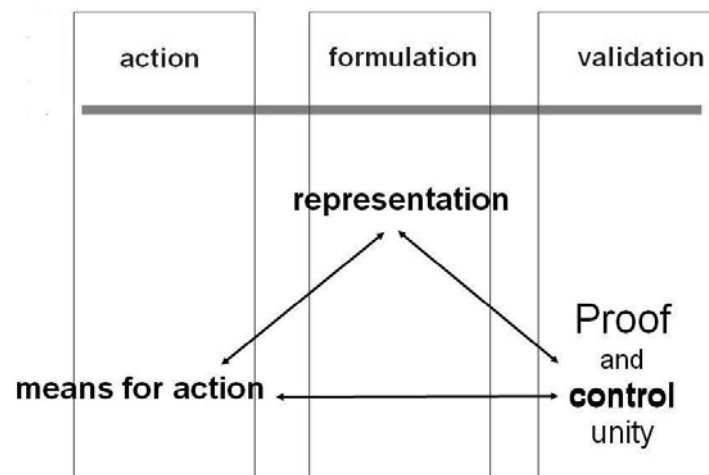 action formulation validation
representation
Proof
and
means for action control
unity